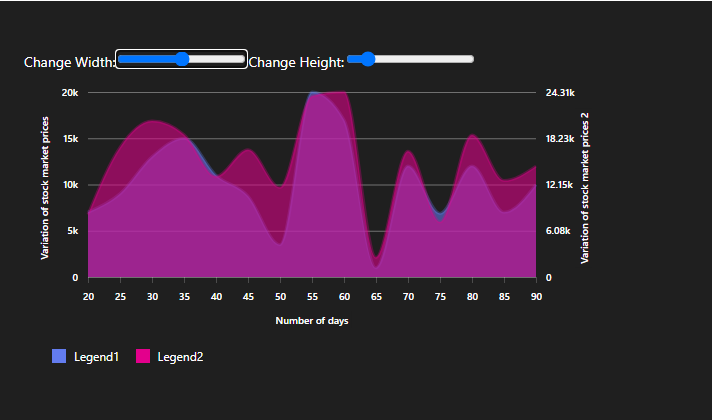 Change Width: Change Height:
20k 24.31k
15k 18.23k
10k 12.15k
5k 6.08k
0 0
Variation of stock market prices
Variation of stock market prices 2
20 25 30 35 40 45 50 55 60 65 70 75 80 85 90
Number of days
Legend1 Legend2